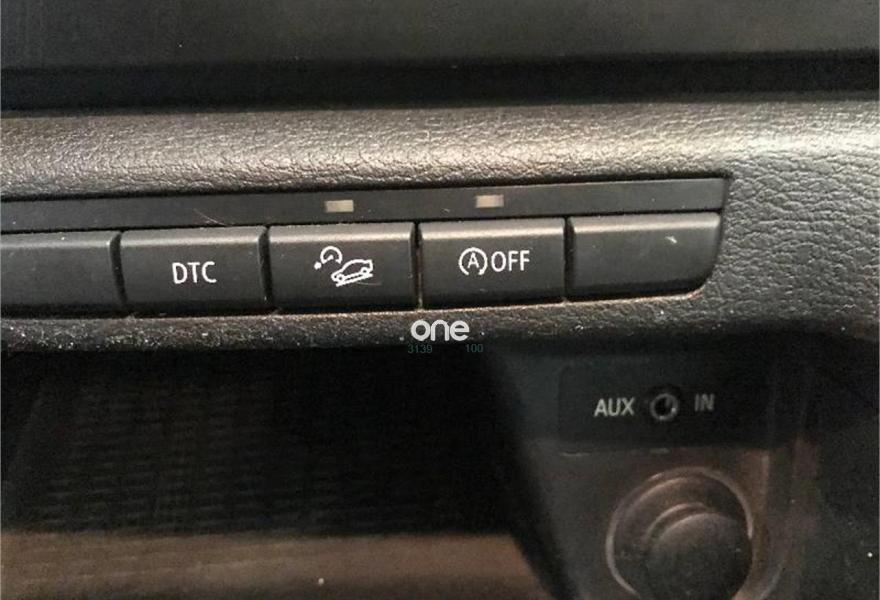 DTC
A OFF
one
3139 100
AUX IN